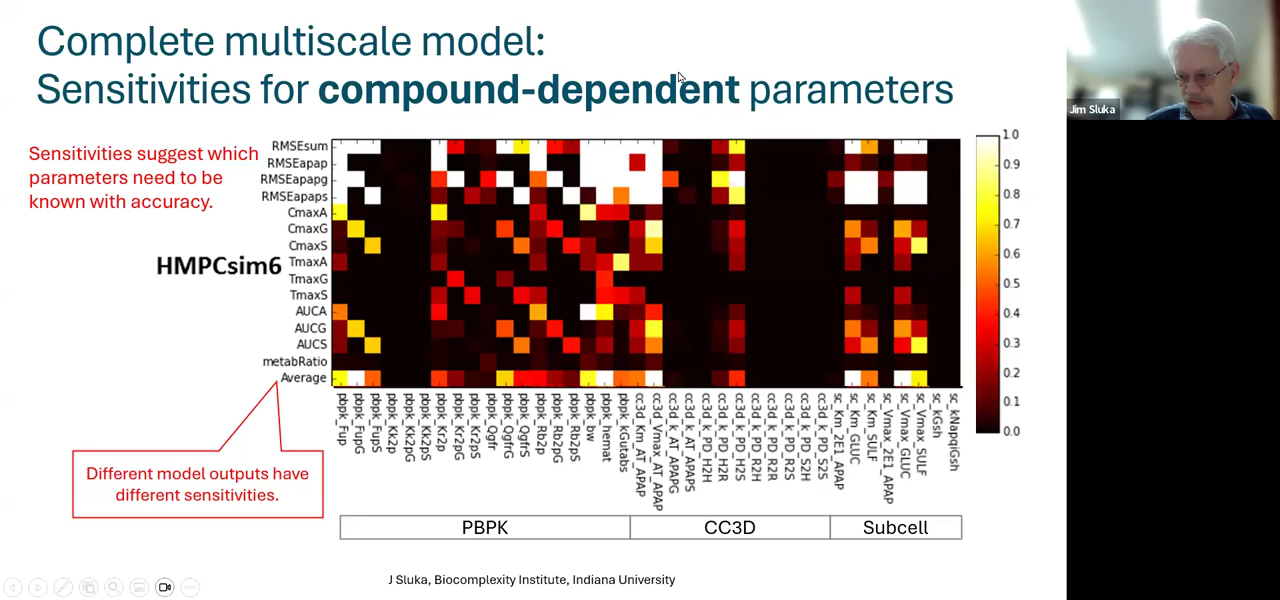 Complete multiscale model:
Sensitivities for compound-dependent parameters
Jim Sluka
Sensitivities suggest which
parameters need to be
known with accuracy.
HMPCsim6
RMSEsum
RMSEapap
RMSEapapg
RMSEapaps
CmaxA
CmaxG
CmaxS
TmaxA
TmaxG
TmaxS
AUCA
AUCG
AUCS
metabRatio
Average
1.0
0.9
0.8
0.7
0.6
0.5
0.4
0.3
0.2
0.1
0.0
pbpk_Fup
pbpk_FupG
pbpk_FupS
pbpk_Kk2p
pbpk_Kk2pG
pbpk_Kk2pS
pbpk_Kr2p
pbpk_Kr2pG
pbpk_Kr2pS
pbpk_Qgfr
pbpk_QgfrG
pbpk_QgfrS
pbpk_Rb2p
pbpk_Rb2pG
pbpk_Rb2pS
pbpk_bw
pbpk_hemat
pbpk_kGutabs
cc3d_Km_AT_APAP
cc3d_Vmax_AT_APAP
cc3d_k_AT_APAPG
cc3d_k_AT_APAPS
cc3d_k_PD_H2H
cc3d_k_PD_H2R
cc3d_k_PD_H2S
cc3d_k_PD_R2H
cc3d_k_PD_R2R
cc3d_k_PD_R2S
cc3d_k_PD_S2H
cc3d_k_PD_S2S
sc_Km_2E1_APAP
sc_Km_GLUC
sc_Km_SULF
sc_Vmax_2E1_APAP
sc_Vmax_GLUC
sc_Vmax_SULF
sc_kGsh
sc_kNapqiGsh
Different model outputs have
different sensitivities.
PBPK
CC3D
Subcell
J Sluka, Biocomplexity Institute, Indiana University